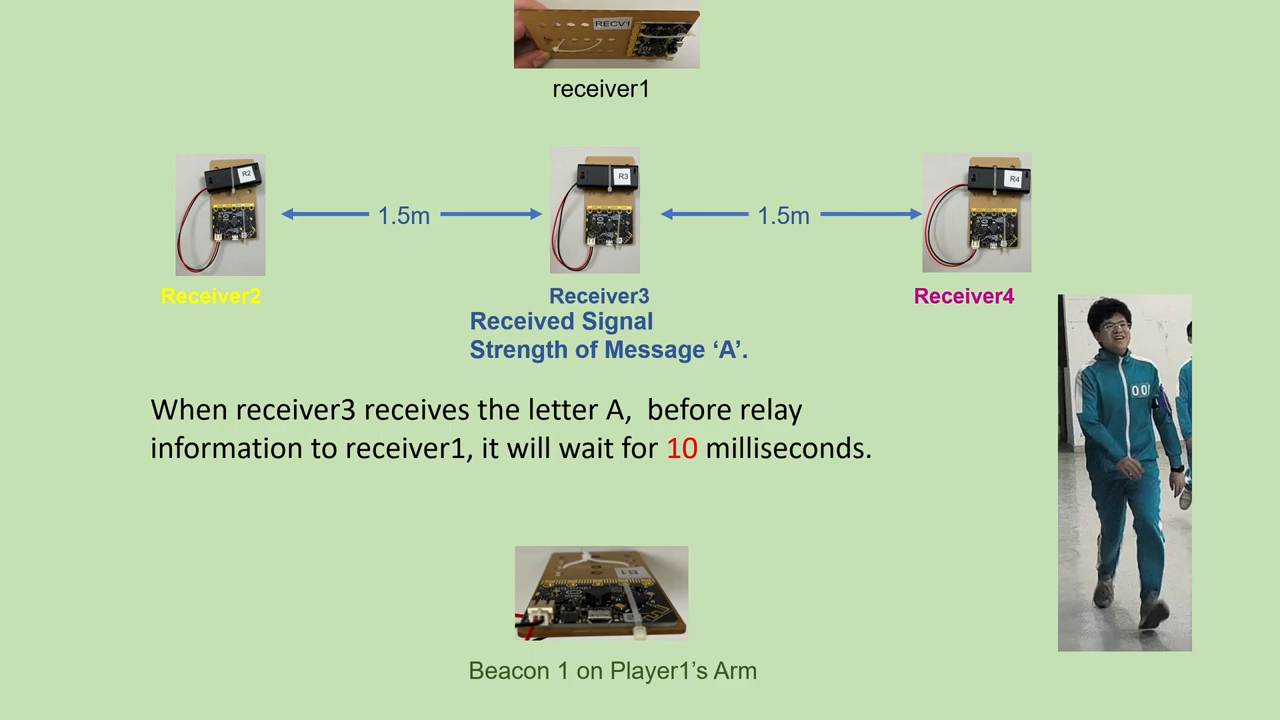 RECV1
receiver1
R2
R3
R4
1.5m
1.5m
Receiver2
Receiver3
Receiver4
Received Signal
Strength of Message ‘A’.
001
When receiver3 receives the letter A,  before relay
information to receiver1, it will wait for 10 milliseconds.
B1
Beacon 1 on Player1’s Arm